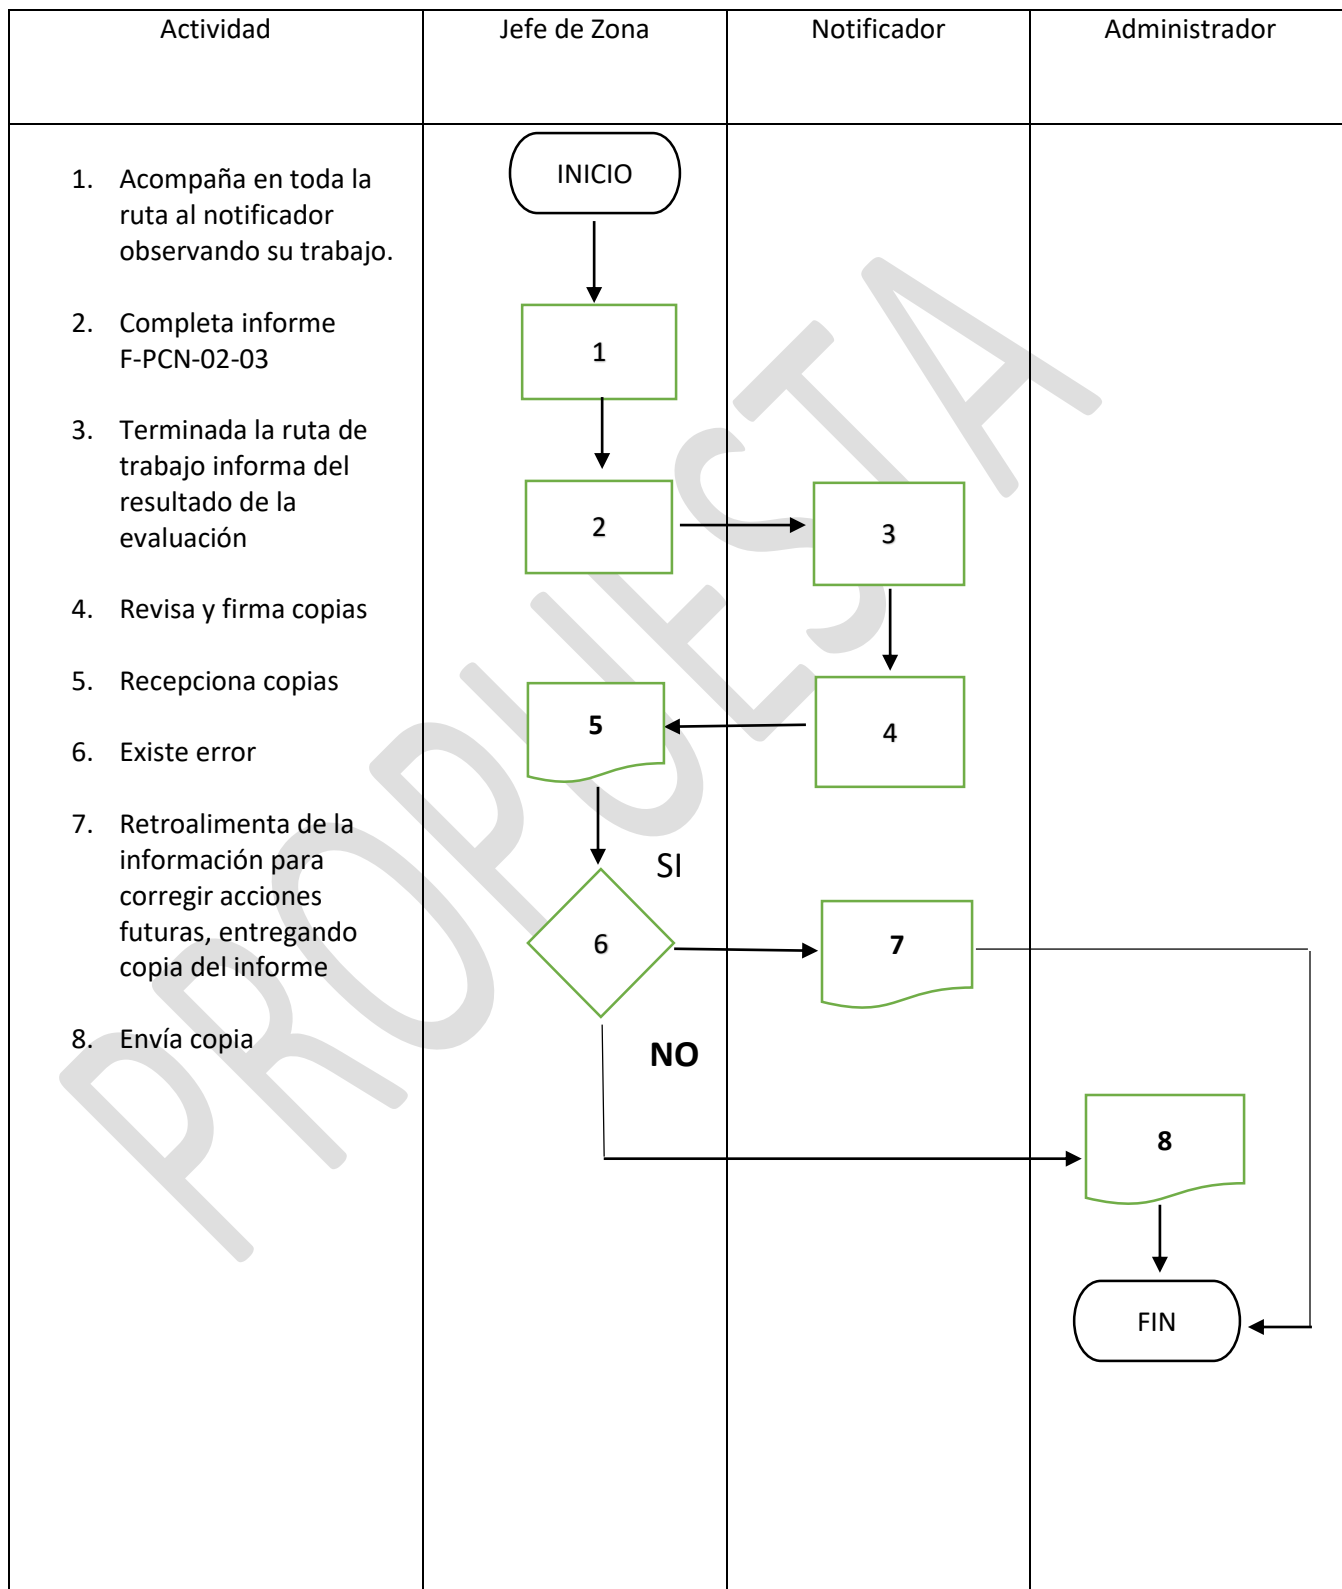 Actividad
Jefe de Zona
Notificador
Administrador
1. Acompaña en toda la
ruta al notificador
observando su trabajo.
2. Completa informe
F-PCN-02-03
3. Terminada la ruta de
trabajo informa del
resultado de la
evaluación
4. Revisa y firma copias
5. Recepciona copias
6. Existe error
7. Retroalimenta de la
información para
corregir acciones
futuras, entregando
copia del informe
8. Envía copia
INICIO
1
2
3
4
5
SI
6
7
NO
8
FIN
PROPUESTA